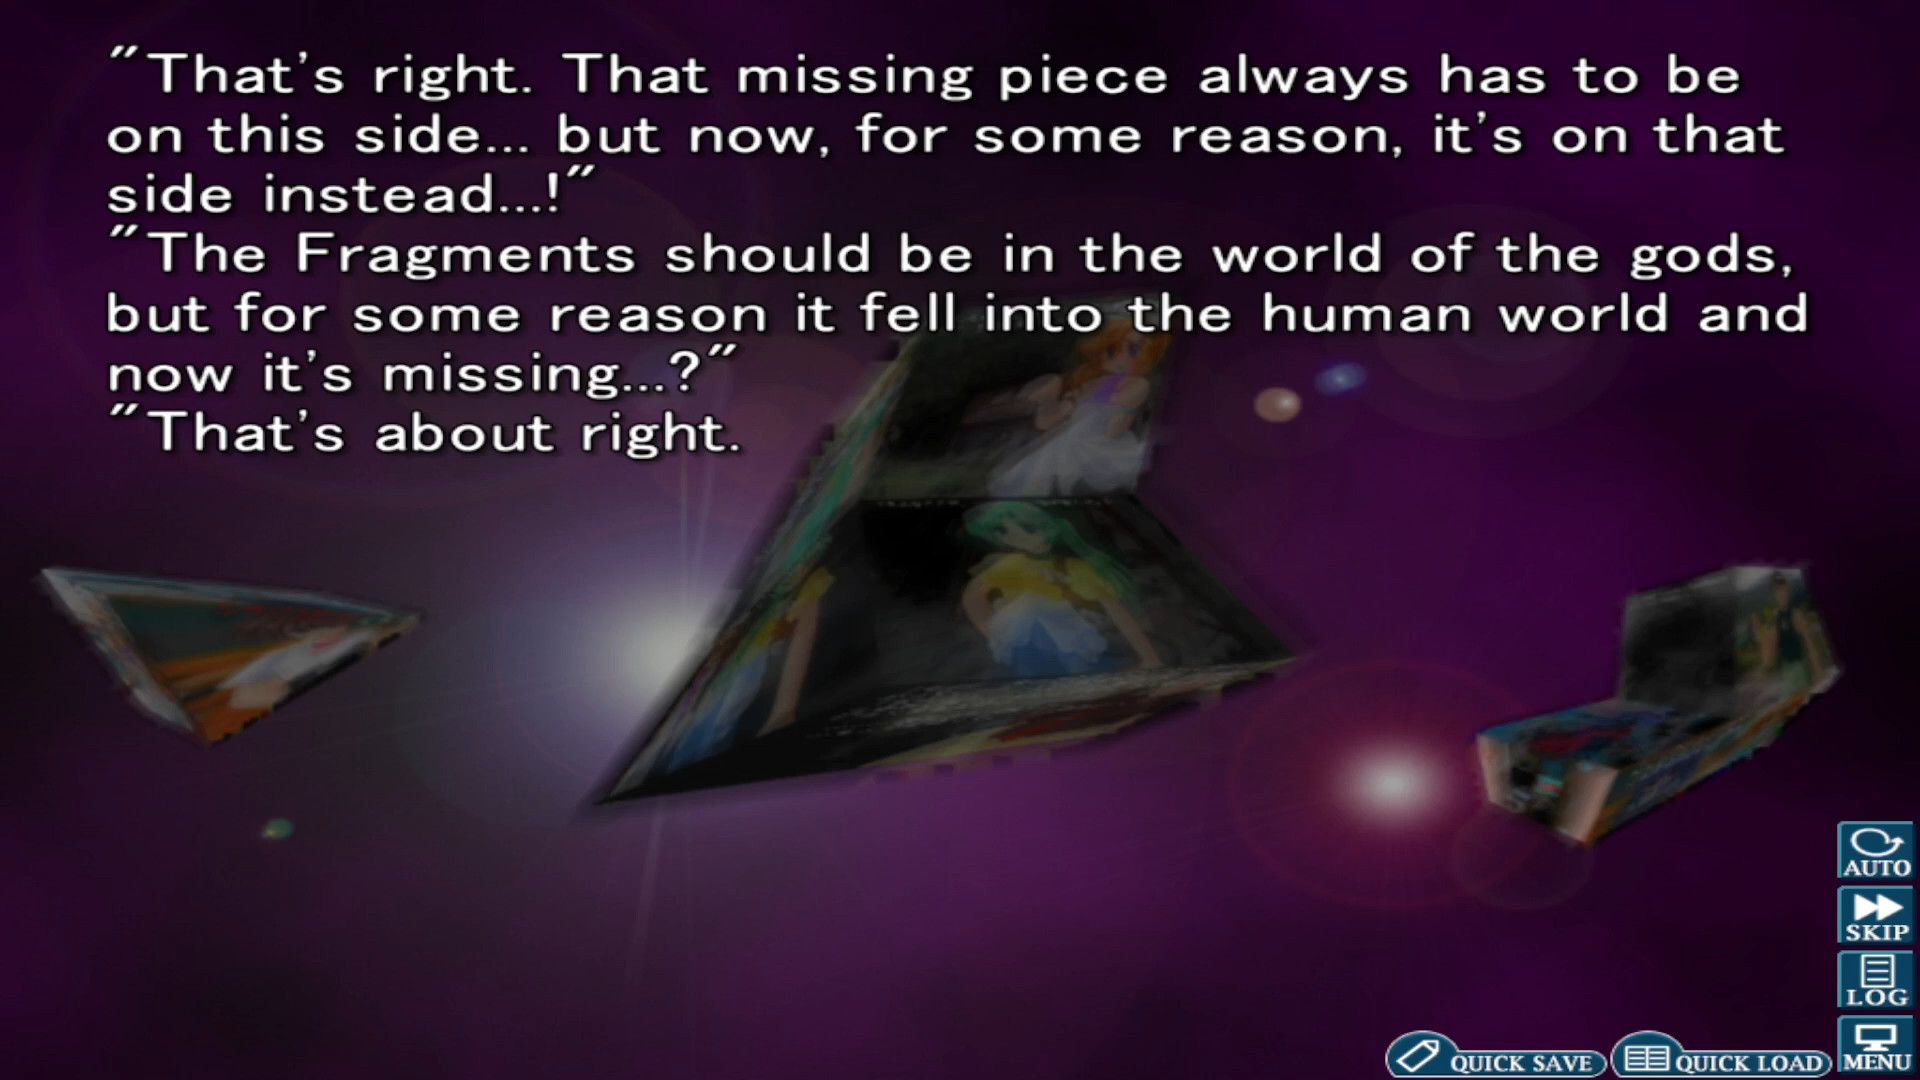 "That's right. That missing piece always has to be
on this side... but now, for some reason, it's on that
side instead...!"
"The Fragments should be in the world of the gods,
but for some reason it fell into the human world and
now it's missing...?"
"That's about right.
AUTO
SKIP
LOG
MENU
QUICK SAVE
QUICK LOAD